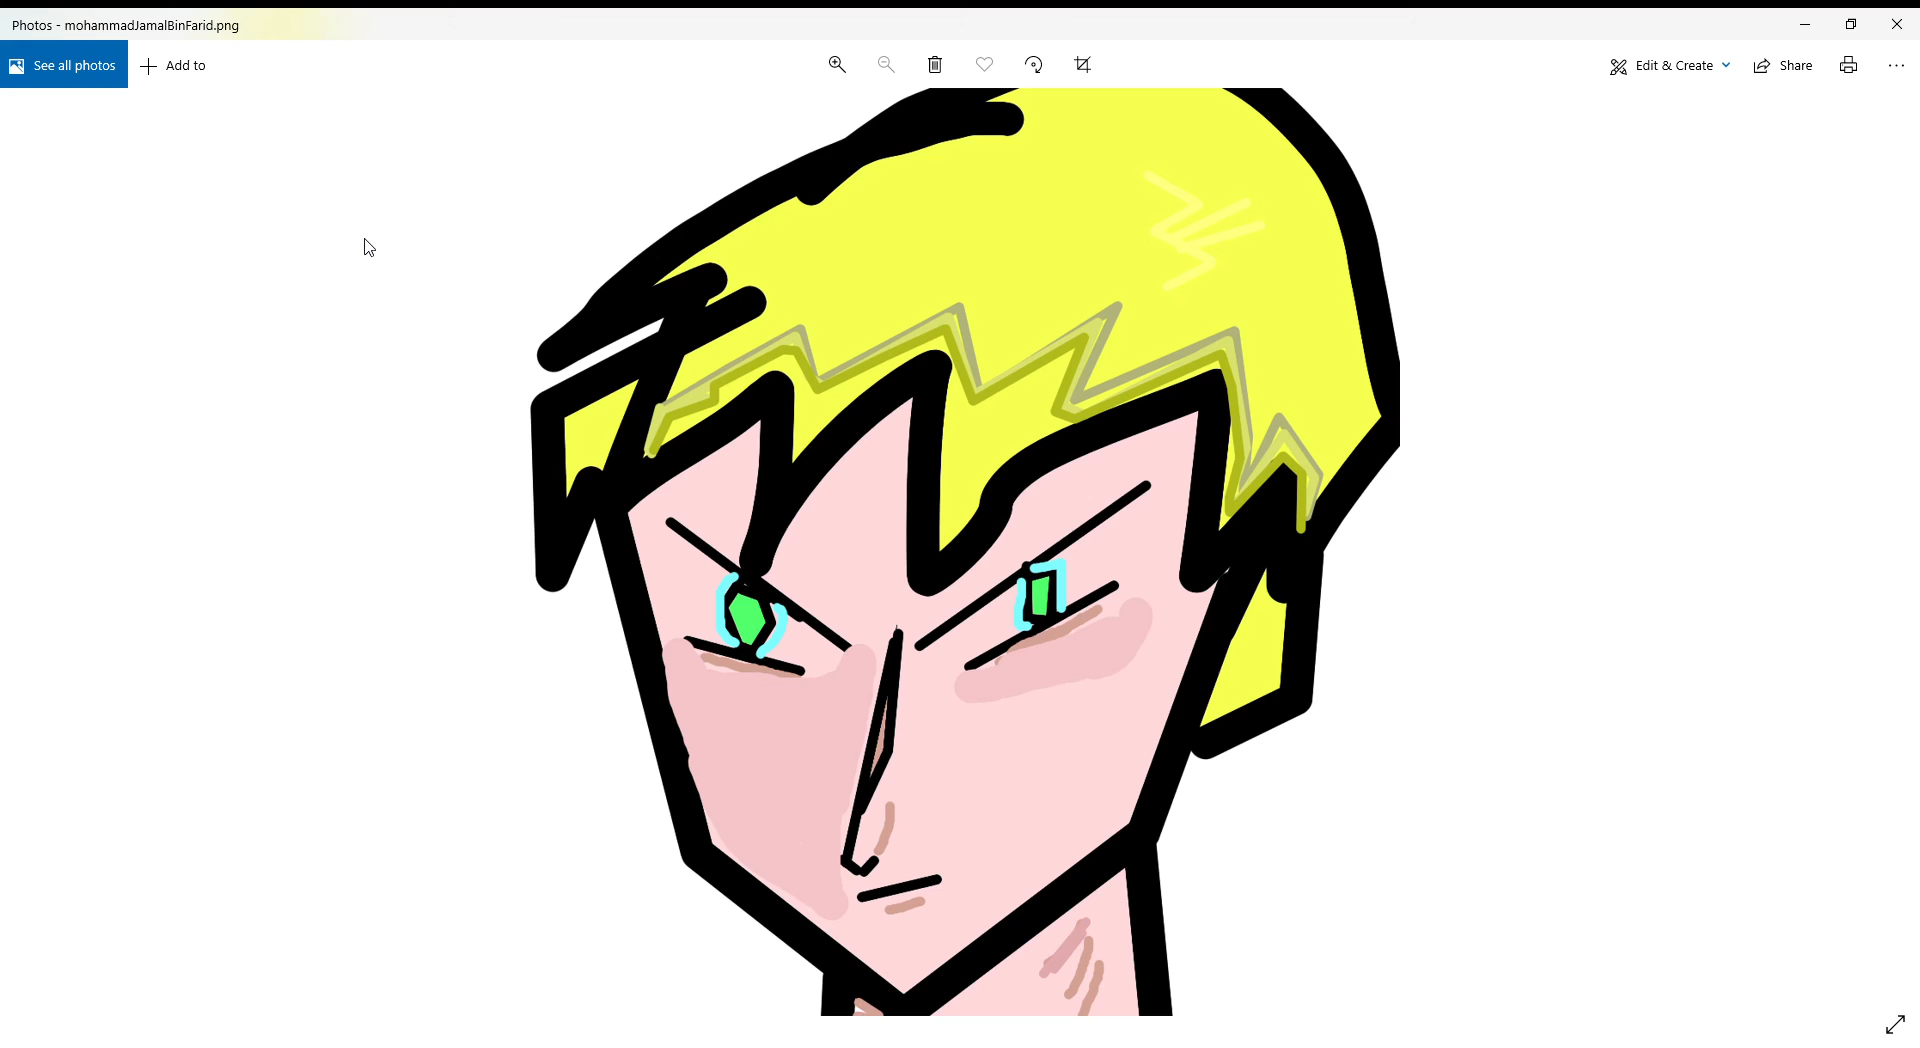 Photos - mohammadJamalBinFarid.png
See all photos
Add to
Edit & Create
Share